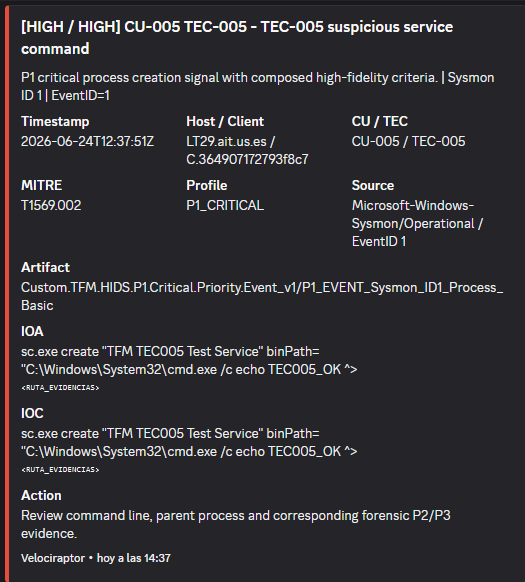 [HIGH / HIGH] CU-005 TEC-005 - TEC-005 suspicious service
command
P1 critical process creation signal with composed high-fidelity criteria. | Sysmon
ID 1 | EventID=1
Timestamp
2026-06-24T12:37:51Z
Host / Client
LT29.ait.us.es /
C.364907172793f8c7
CU / TEC
CU-005 / TEC-005
MITRE
T1569.002
Profile
P1_CRITICAL
Source
Microsoft-Windows-
Sysmon/Operational /
EventID 1
Artifact
Custom.TFM.HIDS.P1.Critical.Priority.Event_v1/P1_EVENT_Sysmon_ID1_Process_
Basic
IOA
sc.exe create "TFM TEC005 Test Service" binPath=
"C:\Windows\System32\cmd.exe /c echo TEC005_OK ^>
<RUTA_EVIDENCIAS>
IOC
sc.exe create "TFM TEC005 Test Service" binPath=
"C:\Windows\System32\cmd.exe /c echo TEC005_OK ^>
<RUTA_EVIDENCIAS>
Action
Review command line, parent process and corresponding forensic P2/P3
evidence.
Velociraptor • hoy a las 14:37